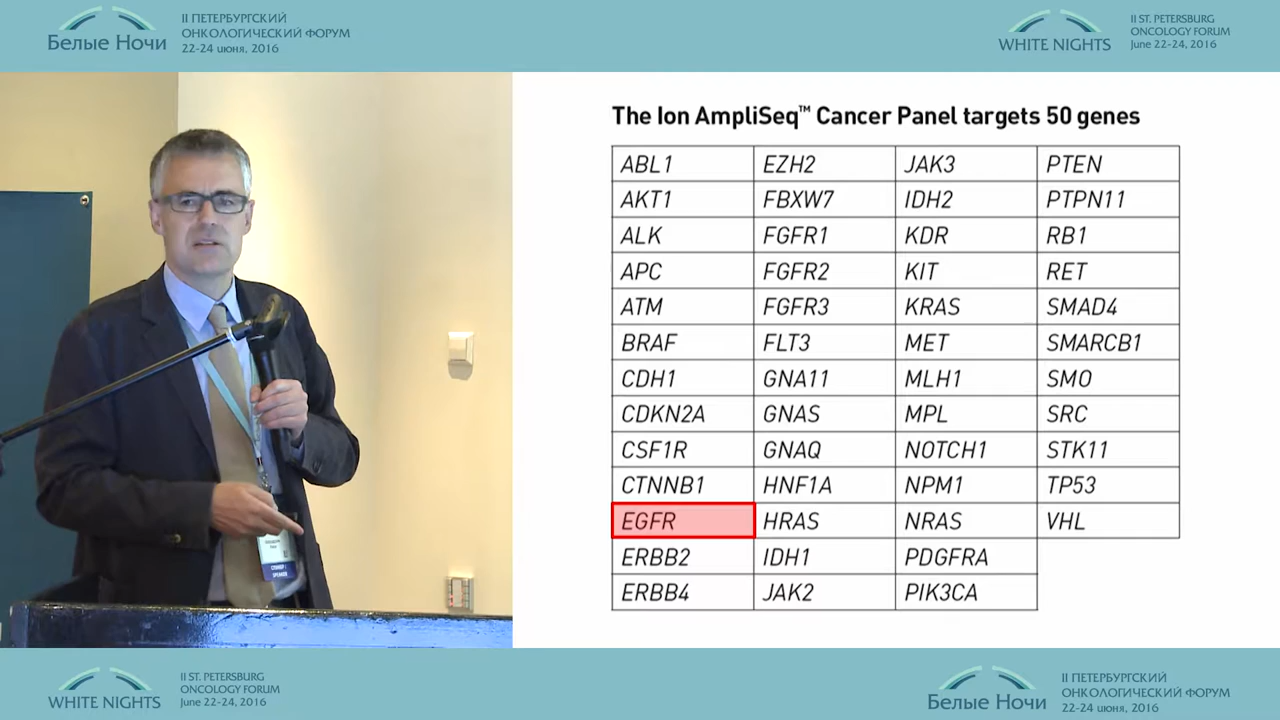 Белые Ночи
II ПЕТЕРБУРГСКИЙ
ОНКОЛОГИЧЕСКИЙ ФОРУМ
22-24 июня, 2016
WHITE NIGHTS
II ST. PETERSBURG
ONCOLOGY FORUM
June 22-24, 2016
The Ion AmpliSeq™ Cancer Panel targets 50 genes
ABL1 EZH2 JAK3 PTEN
AKT1 FBXW7 IDH2 PTPN11
ALK FGFR1 KDR RB1
APC FGFR2 KIT RET
ATM FGFR3 KRAS SMAD4
BRAF FLT3 MET SMARCB1
CDH1 GNA11 MLH1 SMO
CDKN2A GNAS MPL SRC
CSF1R GNAQ NOTCH1 STK11
CTNNB1 HNF1A NPM1 TP53
EGFR HRAS NRAS VHL
ERBB2 IDH1 PDGFRA
ERBB4 JAK2 PIK3CA
СПИКЕР /
SPEAKER
WHITE NIGHTS
II ST. PETERSBURG
ONCOLOGY FORUM
June 22-24, 2016
Белые Ночи
II ПЕТЕРБУРГСКИЙ
ОНКОЛОГИЧЕСКИЙ ФОРУМ
22-24 июня, 2016